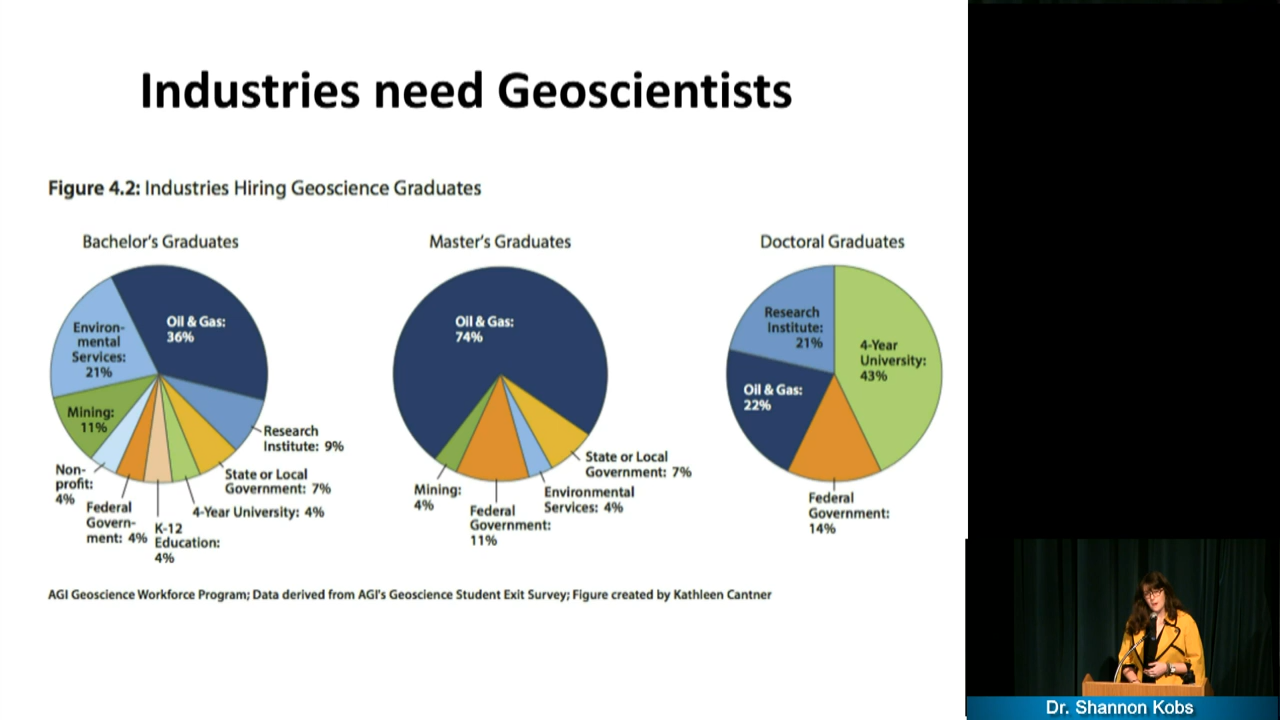 Industries need Geoscientists
Figure 4.2: Industries Hiring Geoscience Graduates
Bachelor's Graduates
Oil & Gas:
36%
Environ-
mental
Services:
21%
Mining:
11%
Non-
profit:
4%
Federal
Govern-
ment: 4%
K-12
Education:
4%
4-Year University: 4%
State or Local
Government: 7%
Research
Institute: 9%
Master's Graduates
Oil & Gas:
74%
Mining:
4%
Federal
Government:
11%
Environmental
Services: 4%
State or Local
Government: 7%
Doctoral Graduates
Research
Institute:
21%
4-Year
University:
43%
Oil & Gas:
22%
Federal
Government:
14%
AGI Geoscience Workforce Program; Data derived from AGI's Geoscience Student Exit Survey; Figure created by Kathleen Cantner
Dr. Shannon Kobs